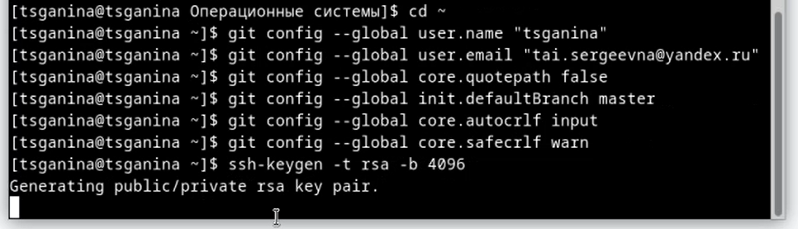 [tsganina@tsganina Операционные системы]$ cd ~
[tsganina@tsganina ~]$ git config --global user.name "tsganina"
[tsganina@tsganina ~]$ git config --global user.email "tai.sergeevna@yandex.ru"
[tsganina@tsganina ~]$ git config --global core.quotepath false
[tsganina@tsganina ~]$ git config --global init.defaultBranch master
[tsganina@tsganina ~]$ git config --global core.autocrlf input
[tsganina@tsganina ~]$ git config --global core.safecrlf warn
[tsganina@tsganina ~]$ ssh-keygen -t rsa -b 4096
Generating public/private rsa key pair.